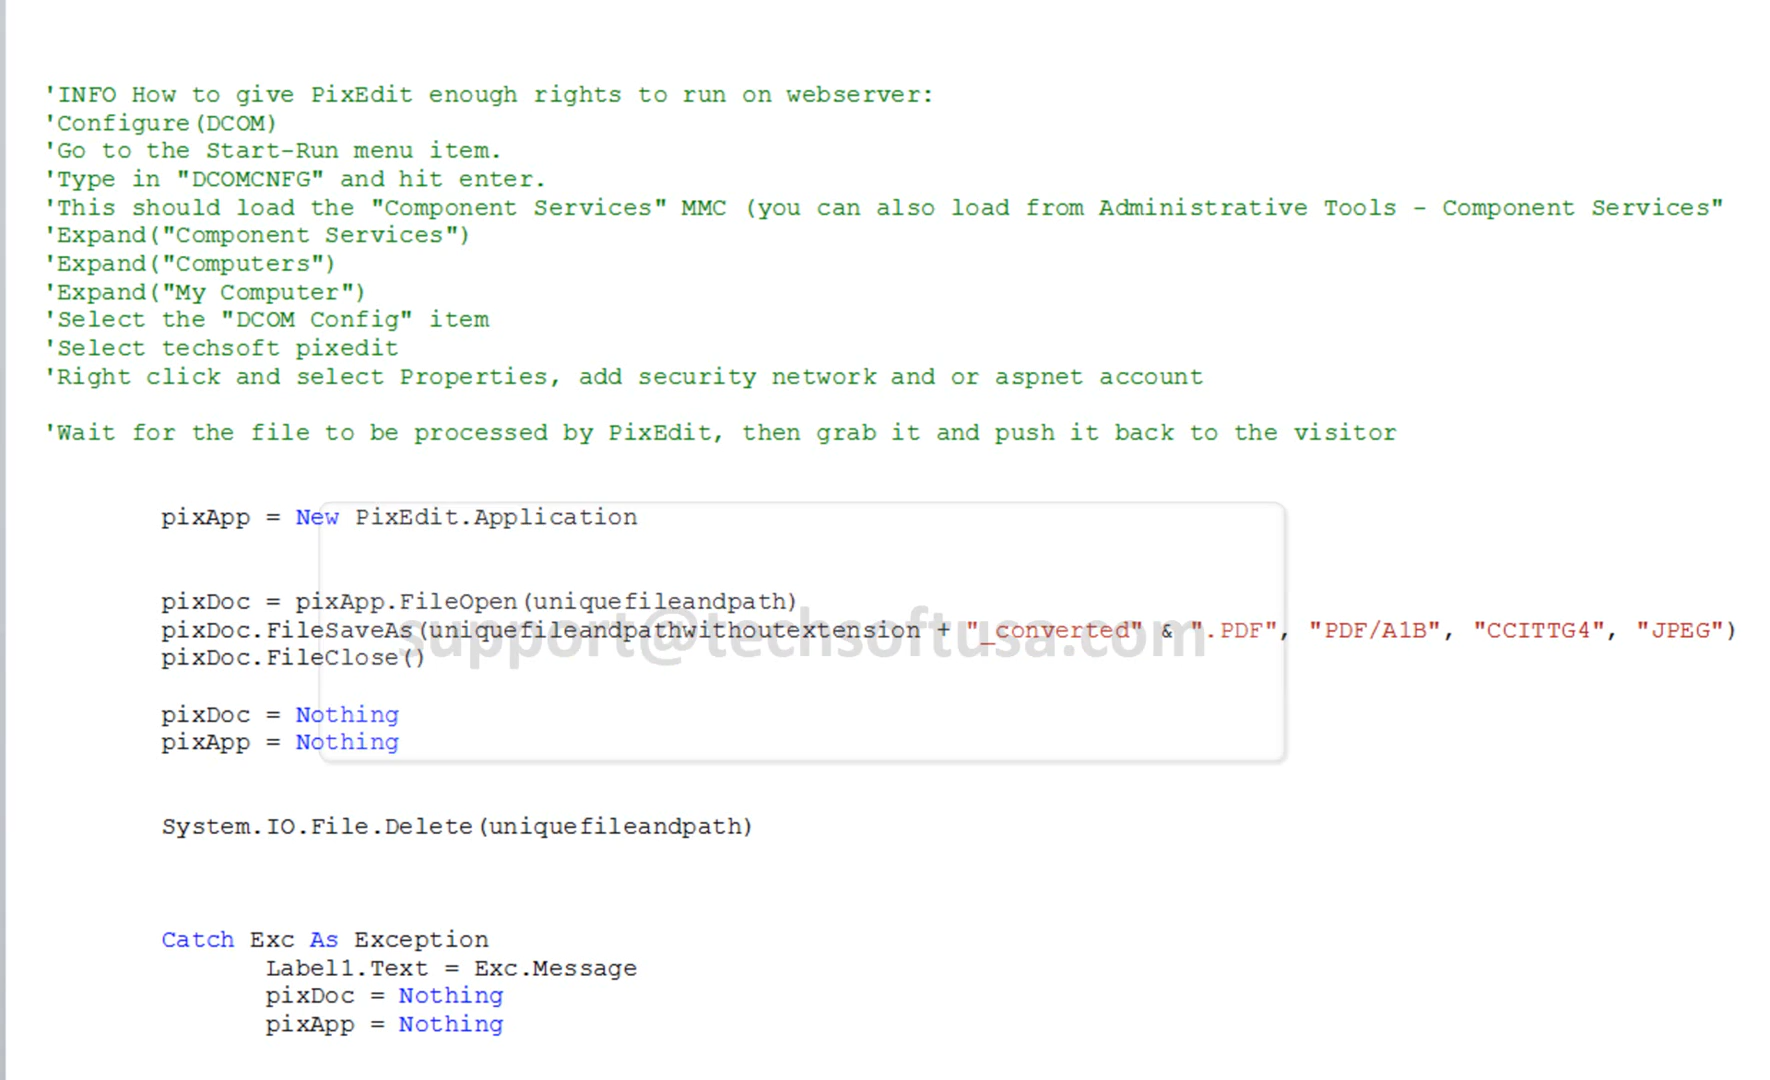 'INFO How to give PixEdit enough rights to run on webserver:
'Configure(DCOM)
'Go to the Start-Run menu item.
'Type in "DCOMCNFG" and hit enter.
'This should load the "Component Services" MMC (you can also load from Administrative Tools - Component Services"
'Expand("Component Services")
'Expand("Computers")
'Expand("My Computer")
'Select the "DCOM Config" item
'Select techsoft pixedit
'Right click and select Properties, add security network and or aspnet account
'Wait for the file to be processed by PixEdit, then grab it and push it back to the visitor
pixApp = New PixEdit.Application
pixDoc = pixApp.FileOpen(uniquefileandpath)
pixDoc.FileSaveAs(uniquefileandpathwithoutextension + "_converted" & ".PDF", "PDF/A1B", "CCITTG4", "JPEG")
support@techsoftusa.com
pixDoc.FileClose()
pixDoc = Nothing
pixApp = Nothing
System.IO.File.Delete(uniquefileandpath)
Catch Exc As Exception
Label1.Text = Exc.Message
pixDoc = Nothing
pixApp = Nothing